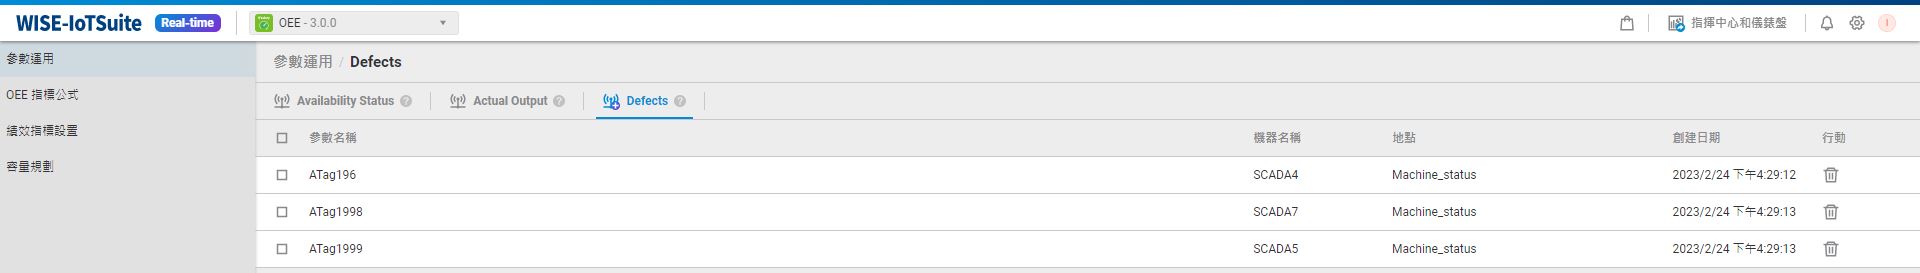 WISE-IoTSuite Real-time OEE - 3.0.0 指揮中心和儀錶盤 I
參數運用
OEE 指標公式
績效指標設置
容量規劃
參數運用 / Defects
Availability Status ? Actual Output ? Defects ?
參數名稱 機器名稱 地點 創建日期 行動
ATag196 SCADA4 Machine_status 2023/2/24 下午4:29:12
ATag1998 SCADA7 Machine_status 2023/2/24 下午4:29:13
ATag1999 SCADA5 Machine_status 2023/2/24 下午4:29:13